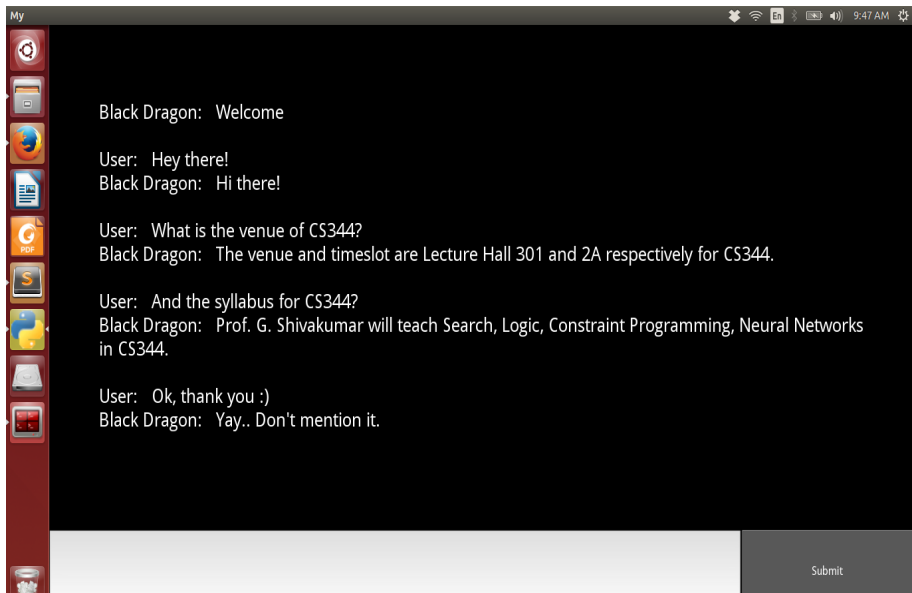 My
En
9:47 AM
Black Dragon: Welcome
User: Hey there!
Black Dragon: Hi there!
User: What is the venue of CS344?
Black Dragon: The venue and timeslot are Lecture Hall 301 and 2A respectively for CS344.
User: And the syllabus for CS344?
Black Dragon: Prof. G. Shivakumar will teach Search, Logic, Constraint Programming, Neural Networks
in CS344.
User: Ok, thank you :)
Black Dragon: Yay.. Don't mention it.
PDF
S
Submit